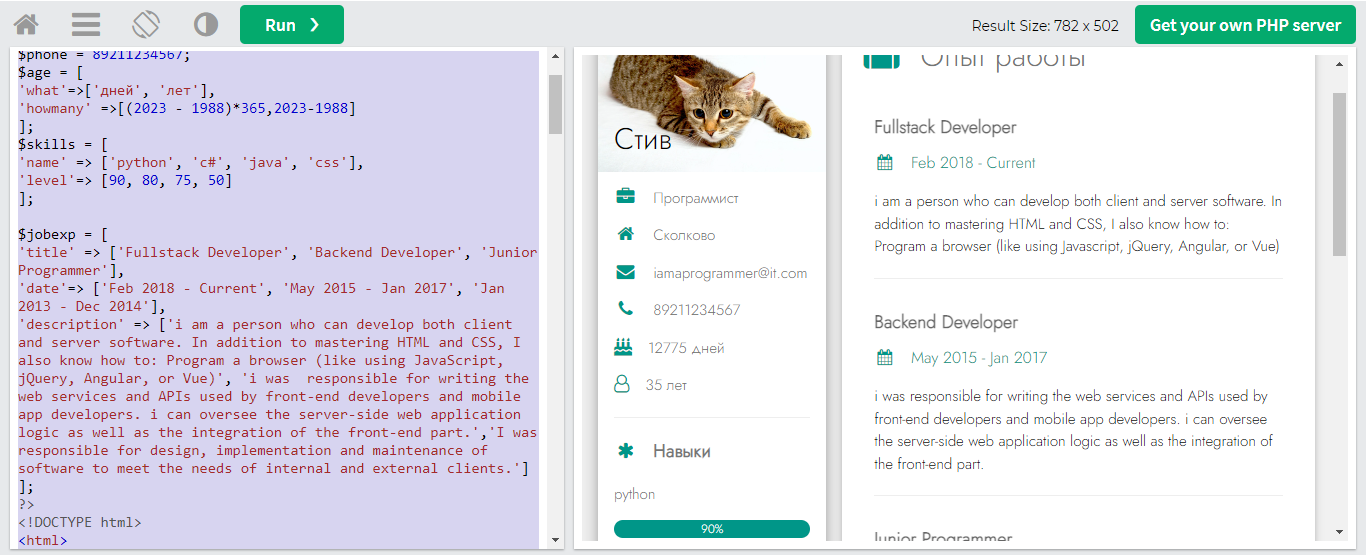 Run ❯
Result Size: 782 x 502
Get your own PHP server
$phone = 89211234567;
$age = [
'what'=>['дней', 'лет'],
'howmany' =>[(2023 - 1988)*365,2023-1988]
];
$skills = [
'name' => ['python', 'c#', 'java', 'css'],
'level'=> [90, 80, 75, 50]
];
$jobexp = [
'title' => ['Fullstack Developer', 'Backend Developer', 'Junior
Programmer'],
'date'=> ['Feb 2018 - Current', 'May 2015 - Jan 2017', 'Jan
2013 - Dec 2014'],
'description' => ['i am a person who can develop both client
and server software. In addition to mastering HTML and CSS, I
also know how to: Program a browser (like using JavaScript,
jQuery, Angular, or Vue)', 'i was  responsible for writing the
web services and APIs used by front-end developers and mobile
app developers. i can oversee the server-side web application
logic as well as the integration of the front-end part.','I was
responsible for design, implementation and maintenance of
software to meet the needs of internal and external clients.']
];
?>
<!DOCTYPE html>
<html>
Стив
Программист
Сколково
iamaprogrammer@it.com
89211234567
12775 дней
35 лет
Навыки
python
90%
Опыт работы
Fullstack Developer
Feb 2018 - Current
i am a person who can develop both client and server software. In
addition to mastering HTML and CSS, I also know how to:
Program a browser (like using Javascript, jQuery, Angular, or Vue)
Backend Developer
May 2015 - Jan 2017
i was responsible for writing the web services and APIs used by
front-end developers and mobile app developers. i can oversee
the server-side web application logic as well as the integration of
the front-end part.
Junior Programmer